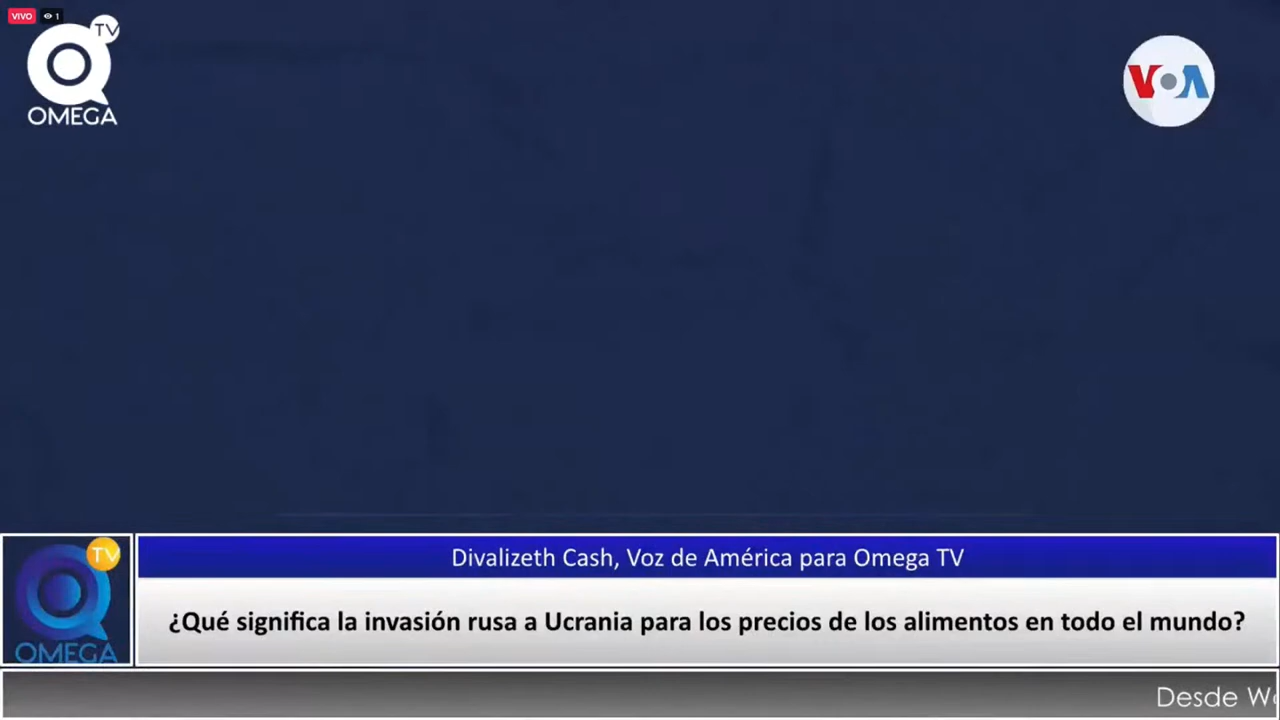 VIVO 1
TV
OMEGA
VOA
TV
OMEGA
Divalizeth Cash, Voz de América para Omega TV
¿Qué significa la invasión rusa a Ucrania para los precios de los alimentos en todo el mundo?
Desde